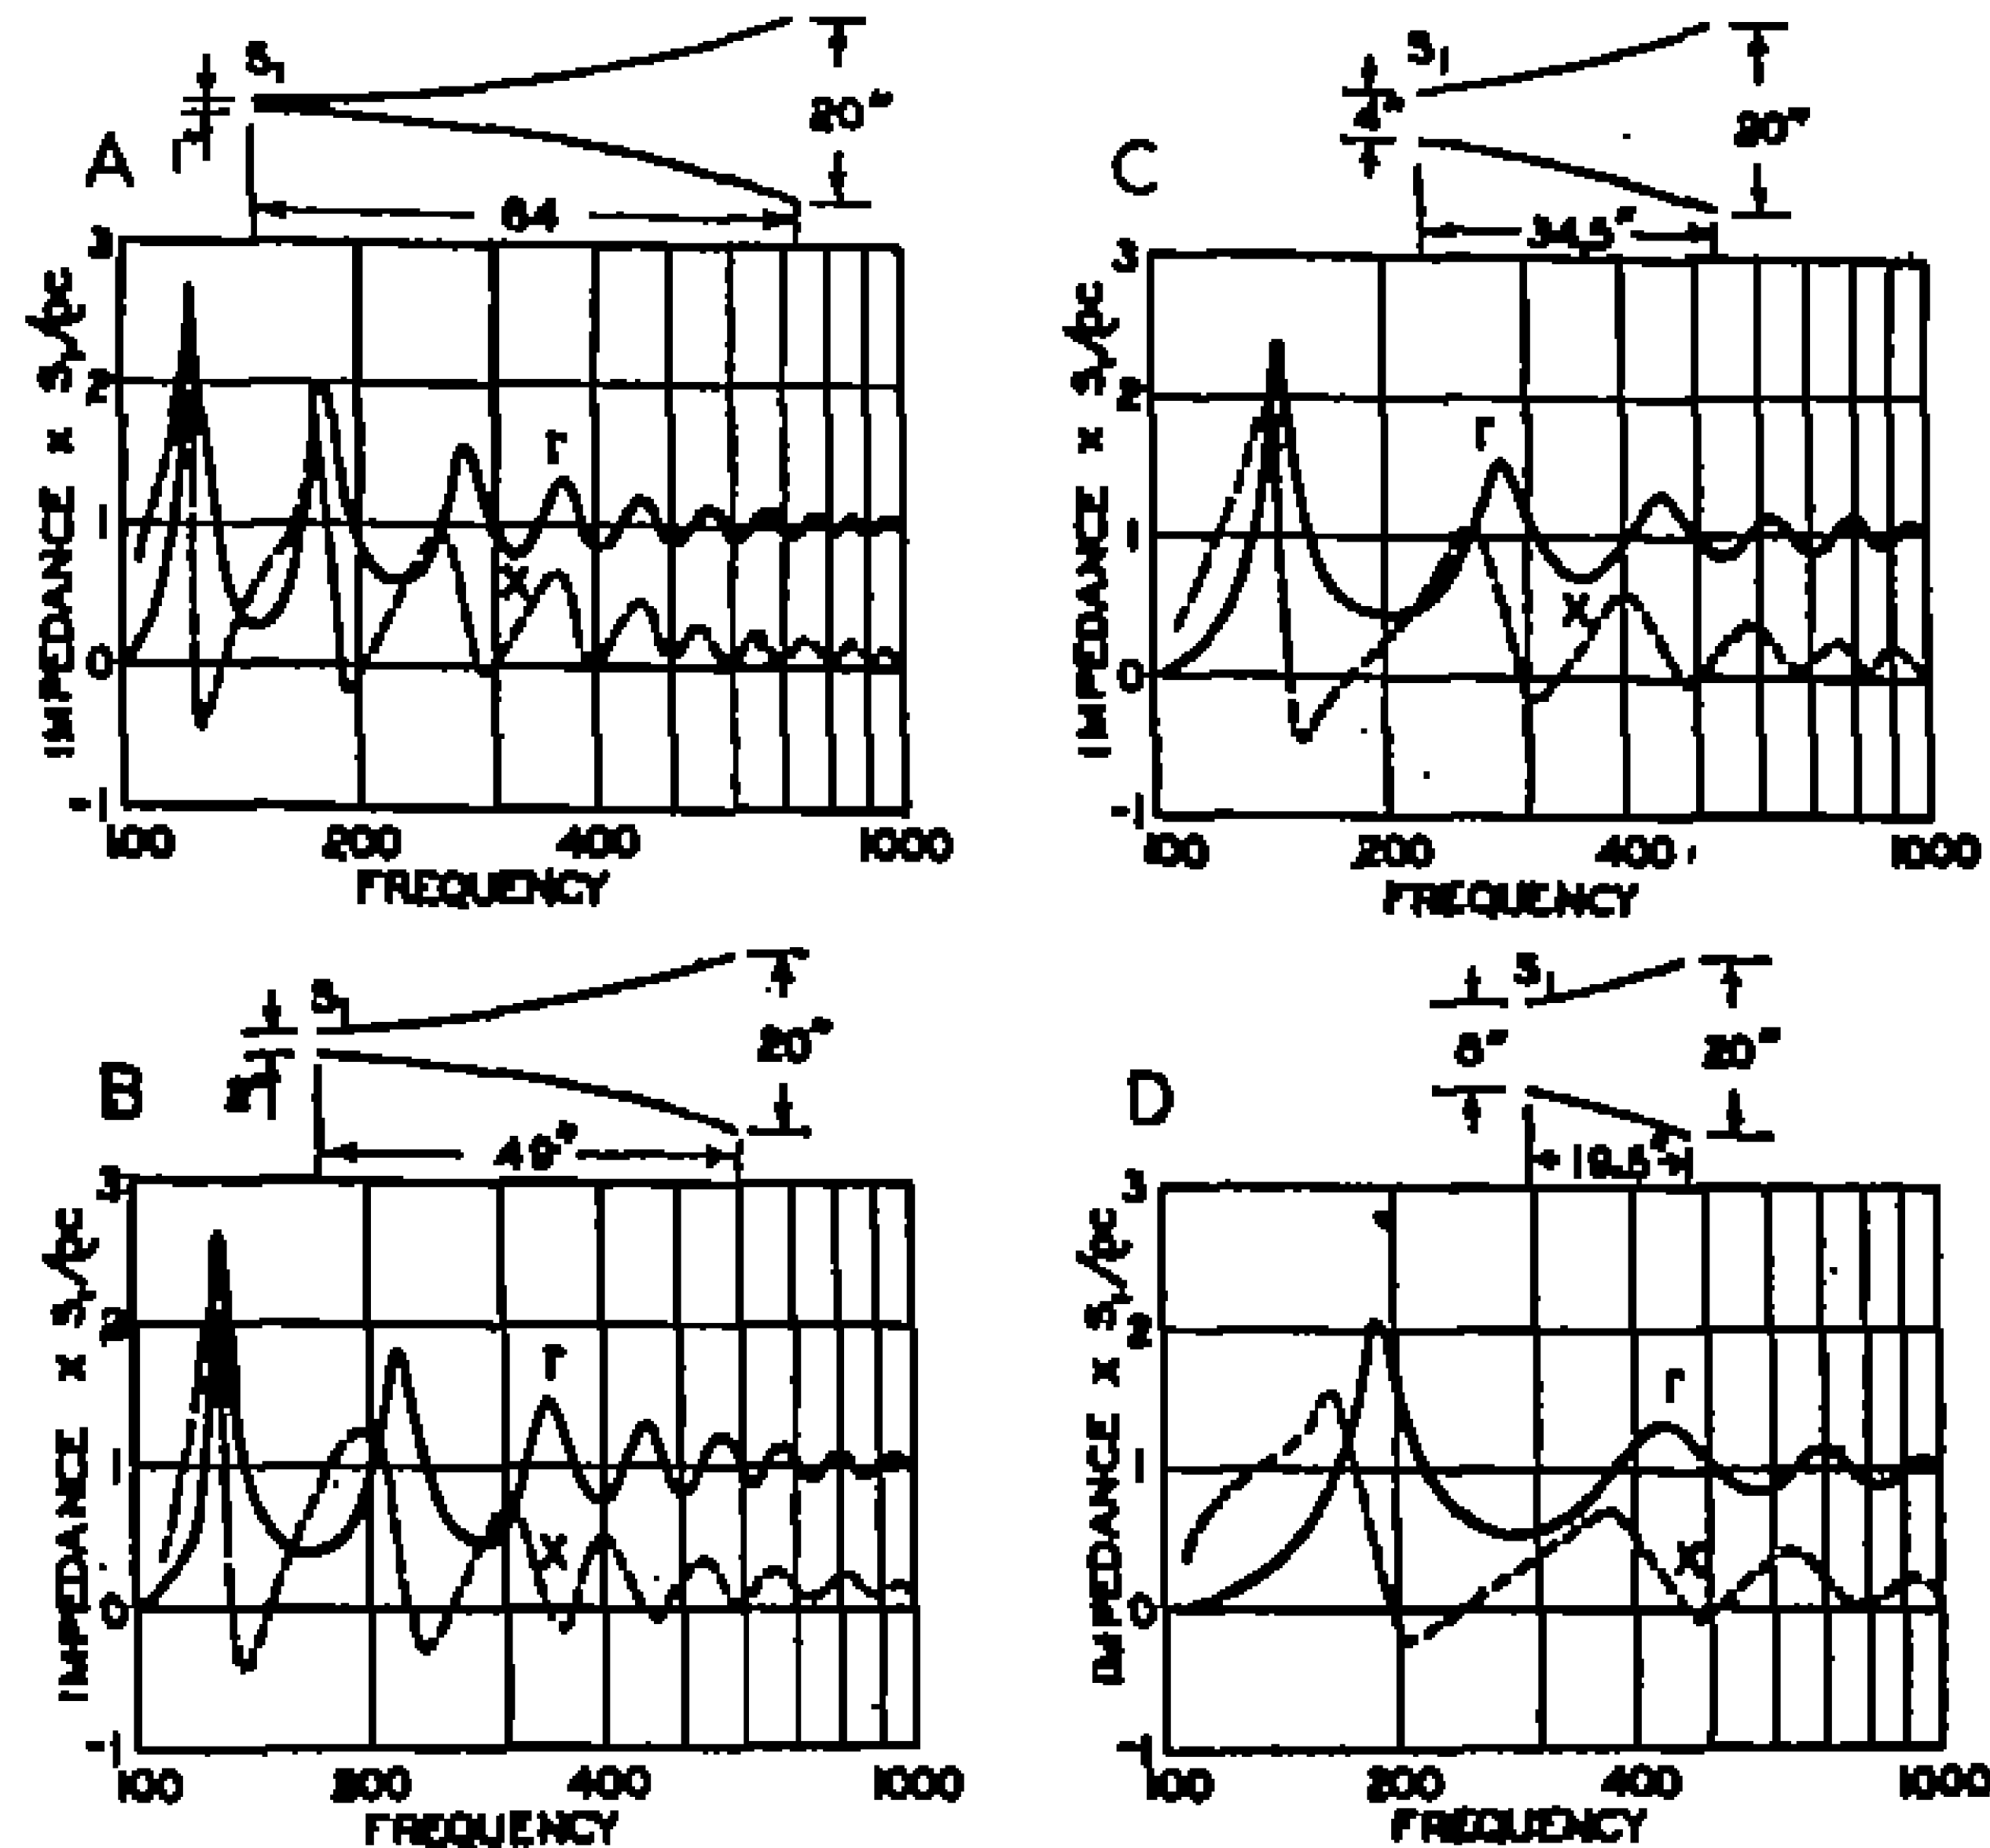 A
S₁
1"
20"
64
IMPEDANCE × S₁/ρc
3
2
1
0
-1
r
x
100 200 400 1000
FREQUENCY
C
S₁
4"
20"
34.5"
IMPEDANCE × S₁/ρc
3
2
1
0
-1
r
x
100 200 400 1000
FREQUENCY
B
S₁
20"
49"
IMPEDANCE × S₁/ρc
3
2
1
0
-1
r
x
100 200 400 1000
FREQUENCY
D
S₁
20"
IMPEDANCE × S₁/ρc
3
2
1
0
-1
r
x
100 200 400 1000
FREQUENCY